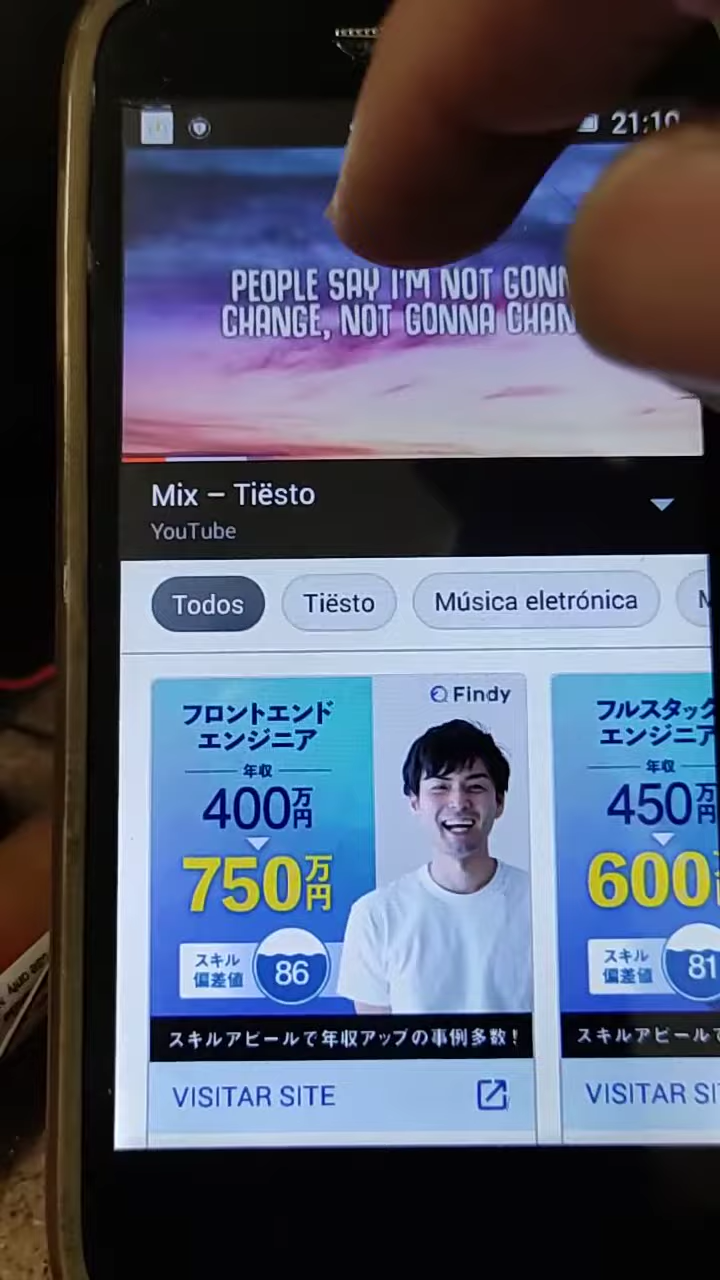 21:10
PEOPLE SAY I'M NOT
CHANGE, NOT GONNA
Mix – Tiësto
YouTube
Todos
Tiësto
Música eletrónica
Findy
フロントエンド
エンジニア
年収
400万円
750万円
スキル
偏差値
86
スキルアピールで年収アップの事例多数!
VISITAR SITE
フルスタック
エンジニア
年収
450万円
600
スキル
偏差値
81
スキルアピール
VISITAR